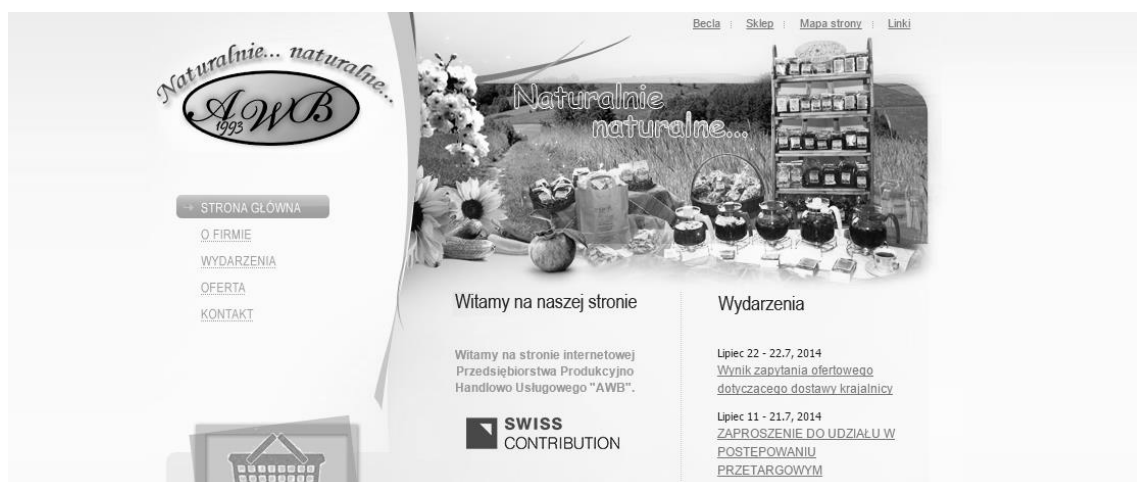 Becla
Sklep
Mapa strony
Linki
Naturalnie... naturalne...
AWB
1993
Naturalnie
naturalne...
STRONA GŁÓWNA
O FIRMIE
WYDARZENIA
OFERTA
KONTAKT
Witamy na naszej stronie
Witamy na stronie internetowej
Przedsiębiorstwa Produkcyjno
Handlowo Usługowego "AWB".
SWISS
CONTRIBUTION
Wydarzenia
Lipiec 22 - 22.7, 2014
Wynik zapytania ofertowego
dotyczacego dostawy krajalnicy
Lipiec 11 - 21.7, 2014
ZAPROSZENIE DO UDZIAŁU W
POSTEPOWANIU
PRZETARGOWYM